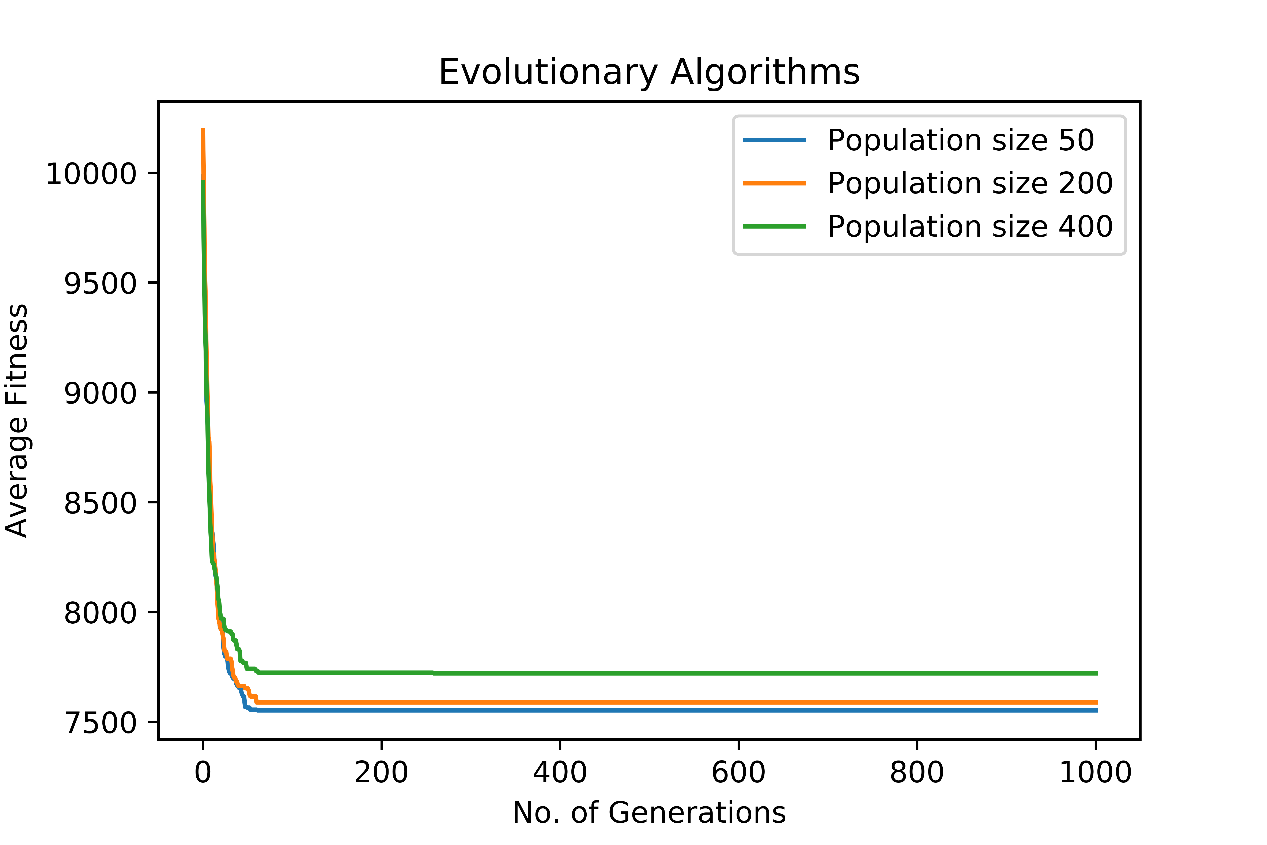 Evolutionary Algorithms
Population size 50
Population size 200
Population size 400
Average Fitness
10000
9500
9000
8500
8000
7500
0 200 400 600 800 1000
No. of Generations